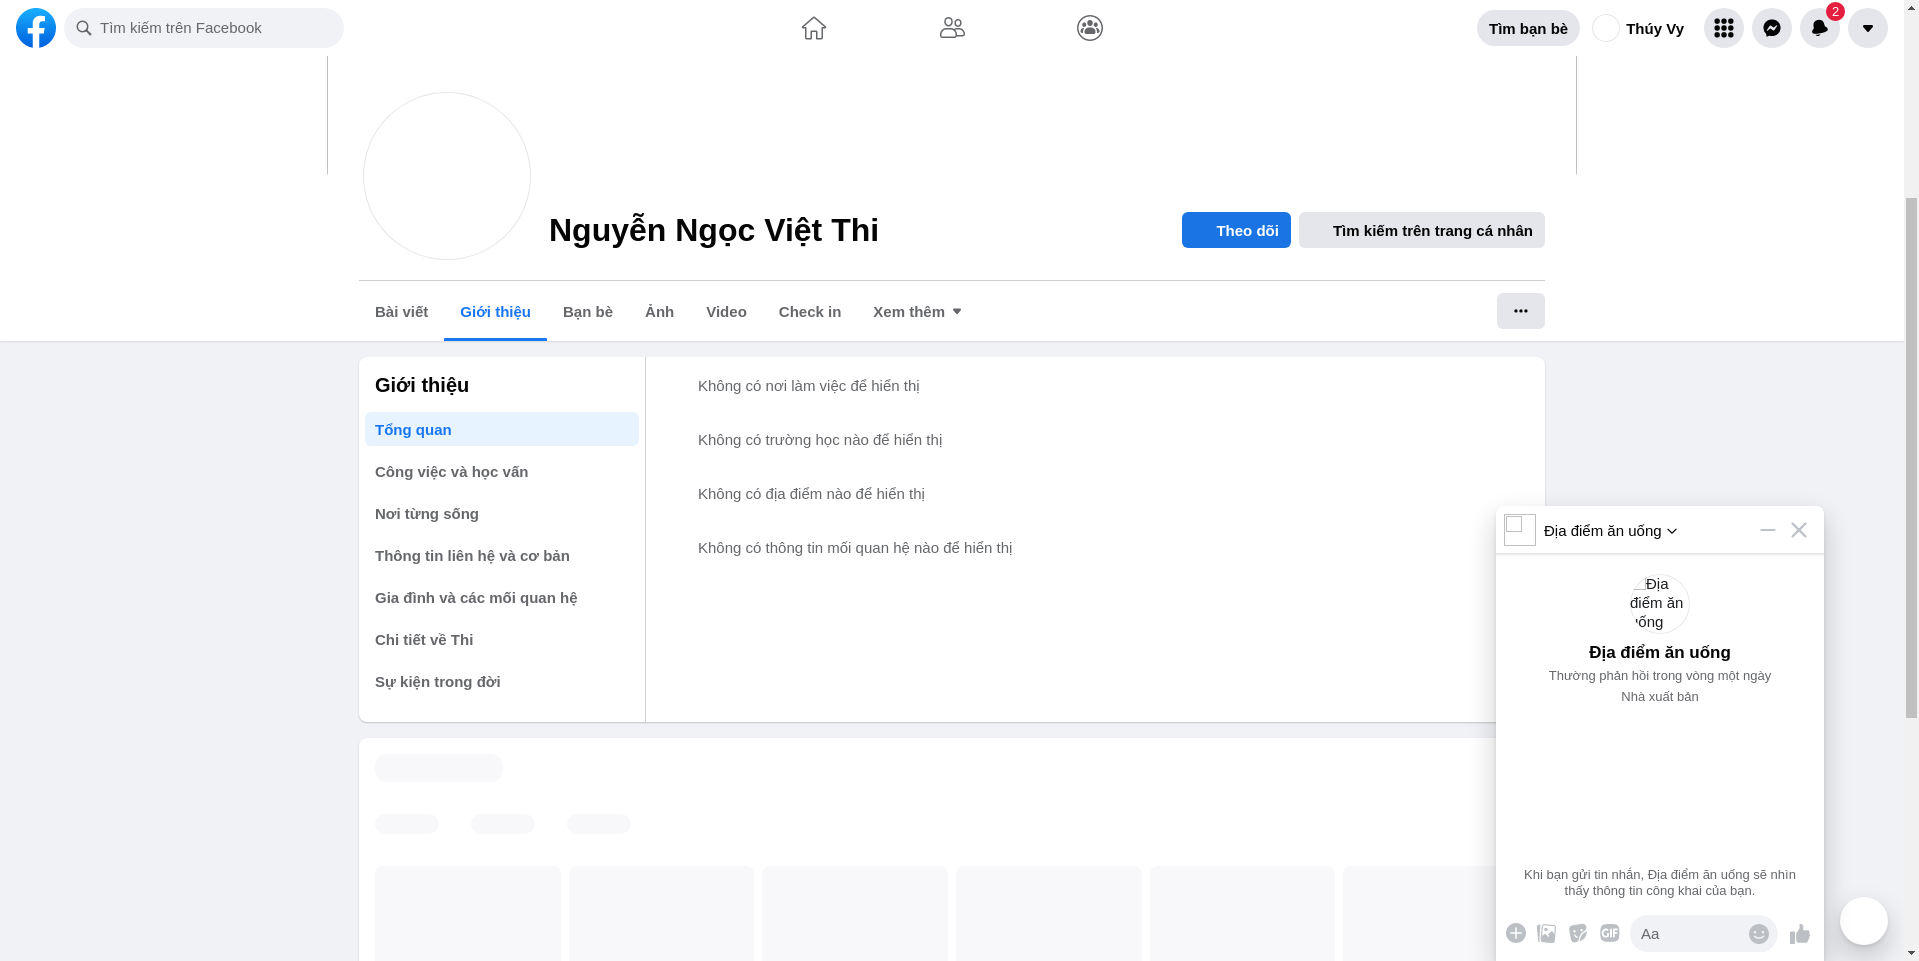 Tìm kiếm trên Facebook
Tìm bạn bè
Thúy Vy
2
Nguyễn Ngọc Việt Thi
Theo dõi
Tìm kiếm trên trang cá nhân
Bài viết
Giới thiệu
Bạn bè
Ảnh
Video
Check in
Xem thêm
Giới thiệu
Tổng quan
Công việc và học vấn
Nơi từng sống
Thông tin liên hệ và cơ bản
Gia đình và các mối quan hệ
Chi tiết về Thi
Sự kiện trong đời
Không có nơi làm việc để hiển thị
Không có trường học nào để hiển thị
Không có địa điểm nào để hiển thị
Không có thông tin mối quan hệ nào để hiển thị
Địa điểm ăn uống
Địa
điểm ăn
uống
Địa điểm ăn uống
Thường phản hồi trong vòng một ngày
Nhà xuất bản
Khi bạn gửi tin nhắn, Địa điểm ăn uống sẽ nhìn
thấy thông tin công khai của bạn.
GIF
Aa